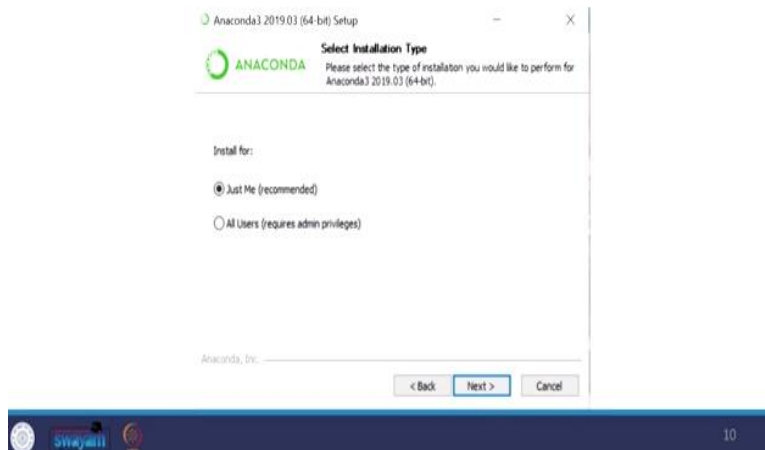 Anaconda3 2019.03 (64-bit) Setup
ANACONDA
Select Installation Type
Please select the type of installation you would like to perform for
Anaconda3 2019.03 (64-bit).
Install for:
Just Me (recommended)
All Users (requires admin privileges)
Anaconda, Inc.
< Back
Next >
Cancel
swayam
10